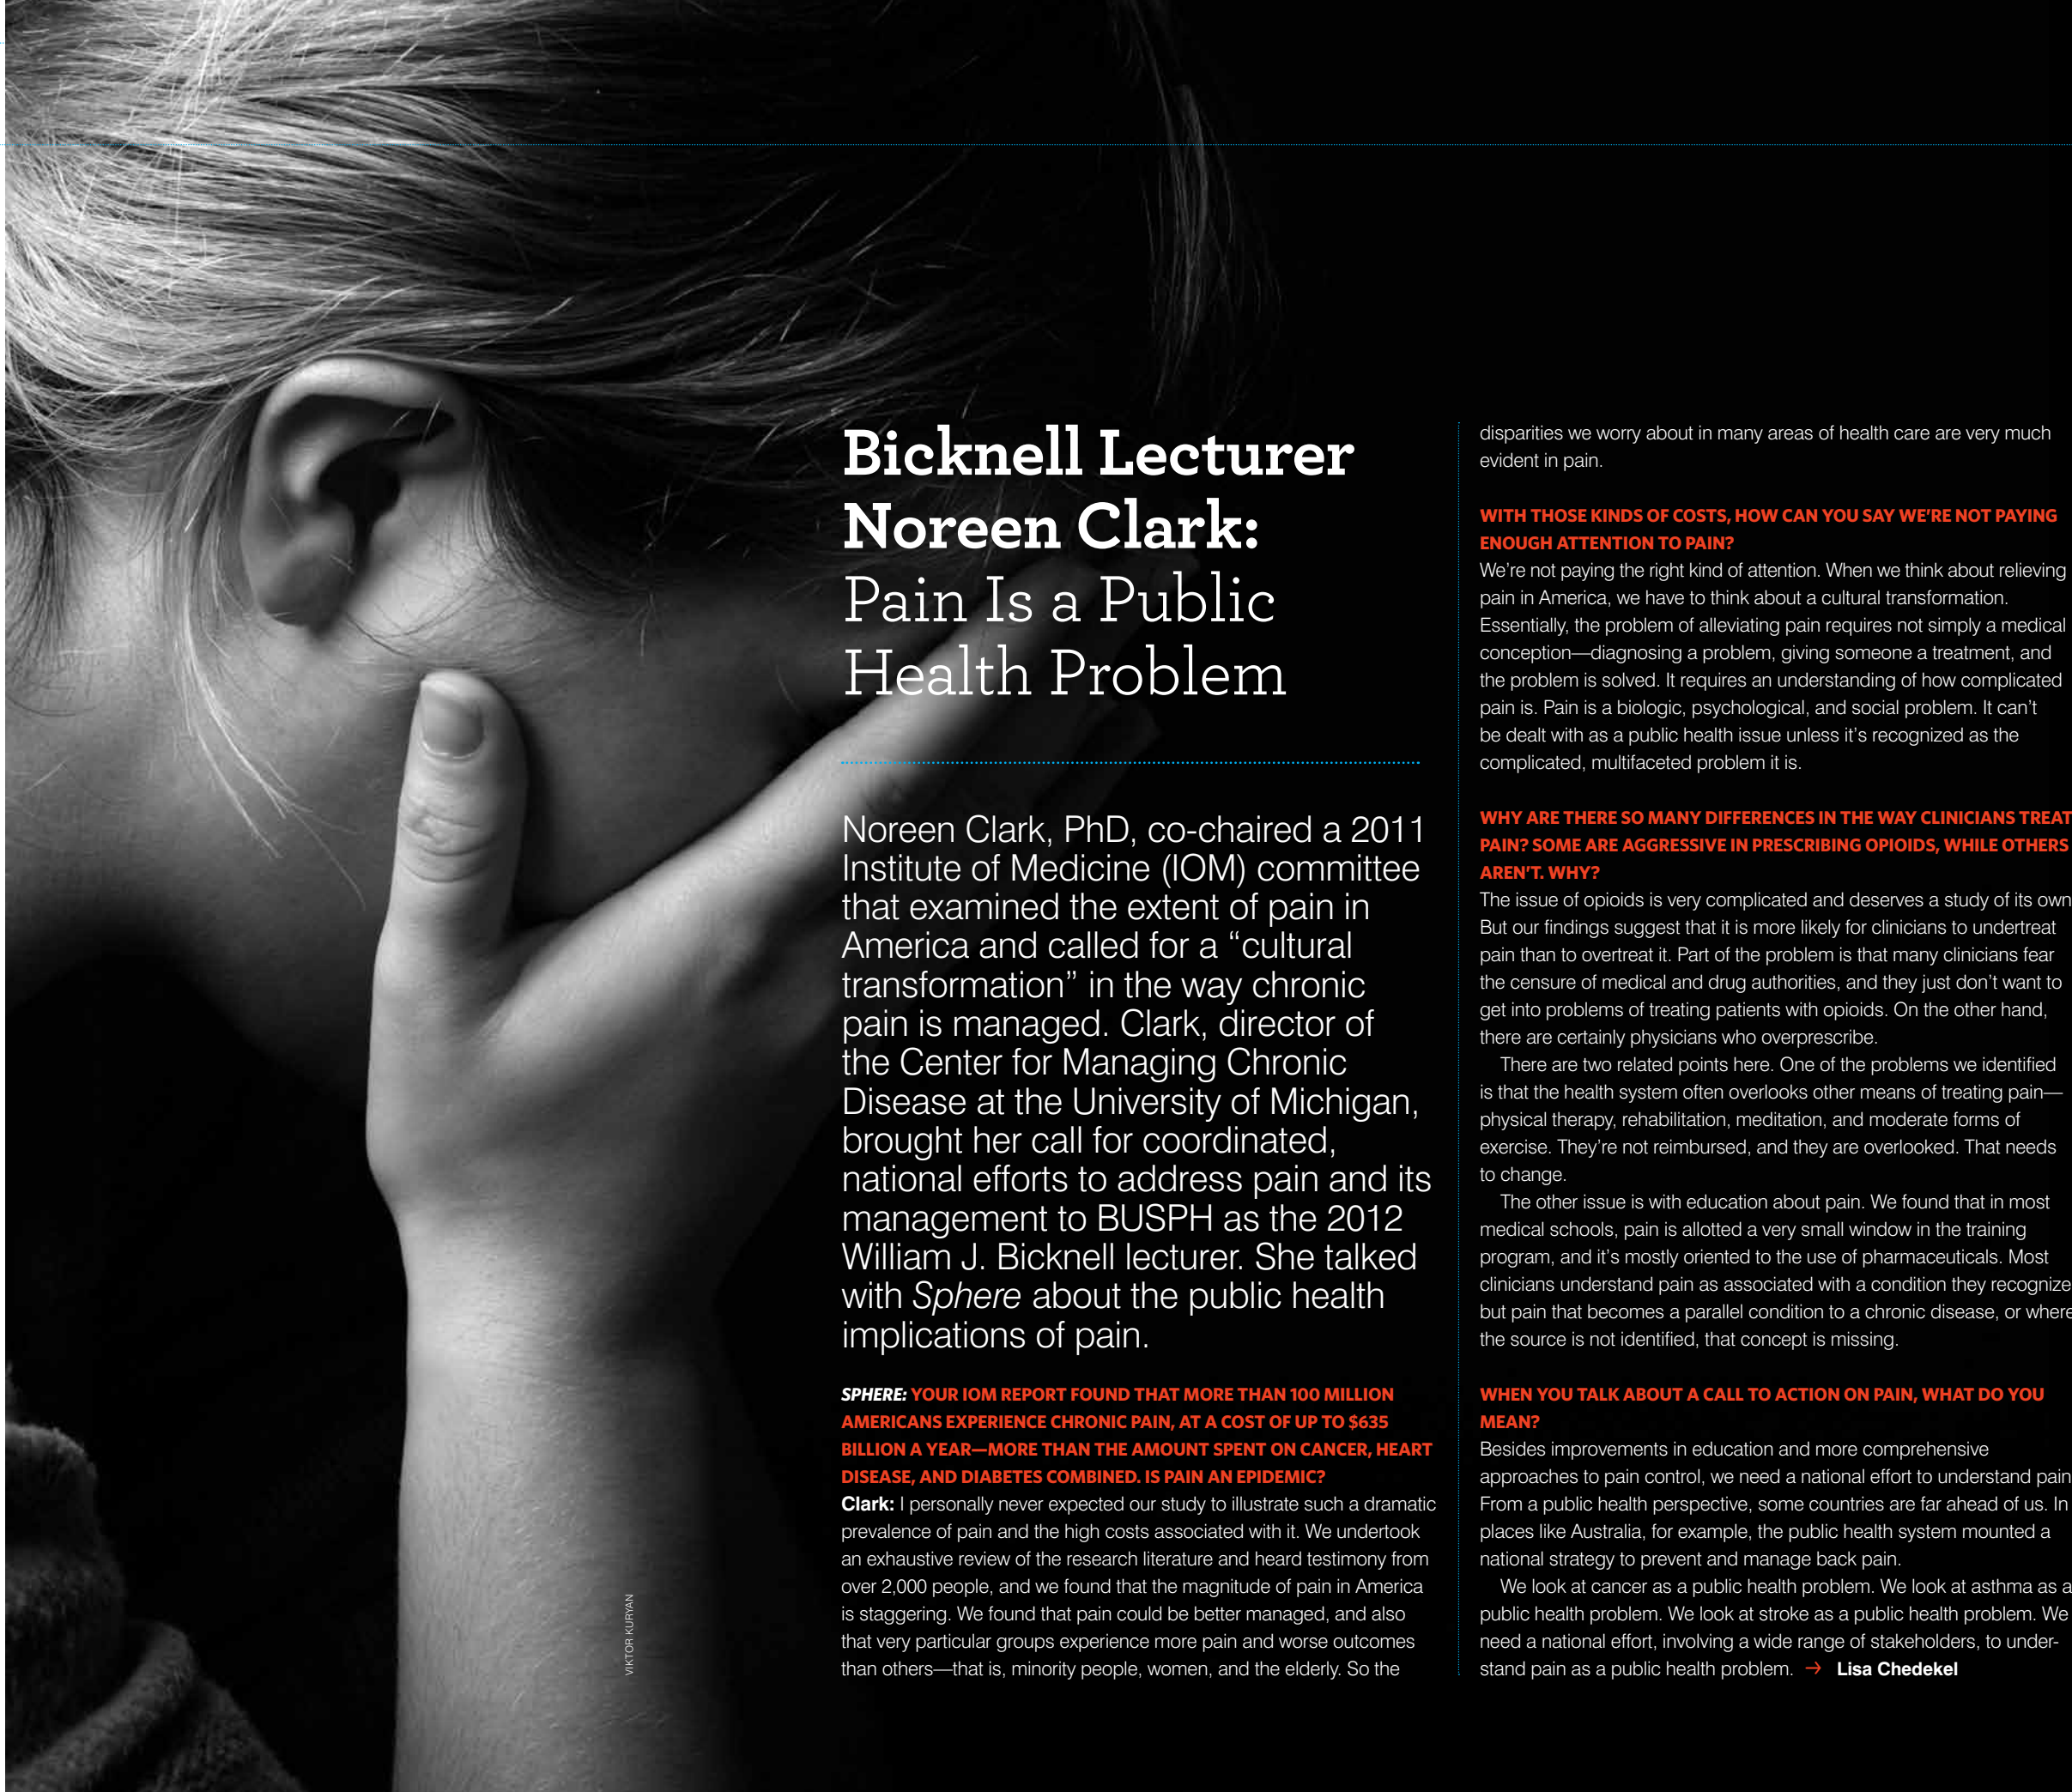 Bicknell Lecturer
Noreen Clark:
Pain Is a Public
Health Problem
Noreen Clark, PhD, co-chaired a 2011
Institute of Medicine (IOM) committee
that examined the extent of pain in
America and called for a “cultural
transformation” in the way chronic
pain is managed. Clark, director of
the Center for Managing Chronic
Disease at the University of Michigan,
brought her call for coordinated,
national efforts to address pain and its
management to BUSPH as the 2012
William J. Bicknell lecturer. She talked
with Sphere about the public health
implications of pain.
SPHERE: YOUR IOM REPORT FOUND THAT MORE THAN 100 MILLION
AMERICANS EXPERIENCE CHRONIC PAIN, AT A COST OF UP TO $635
BILLION A YEAR—MORE THAN THE AMOUNT SPENT ON CANCER, HEART
DISEASE, AND DIABETES COMBINED. IS PAIN AN EPIDEMIC?
Clark: I personally never expected our study to illustrate such a dramatic
prevalence of pain and the high costs associated with it. We undertook
an exhaustive review of the research literature and heard testimony from
over 2,000 people, and we found that the magnitude of pain in America
is staggering. We found that pain could be better managed, and also
that very particular groups experience more pain and worse outcomes
than others—that is, minority people, women, and the elderly. So the
disparities we worry about in many areas of health care are very much
evident in pain.
WITH THOSE KINDS OF COSTS, HOW CAN YOU SAY WE’RE NOT PAYING
ENOUGH ATTENTION TO PAIN?
We’re not paying the right kind of attention. When we think about relieving
pain in America, we have to think about a cultural transformation.
Essentially, the problem of alleviating pain requires not simply a medical
conception—diagnosing a problem, giving someone a treatment, and
the problem is solved. It requires an understanding of how complicated
pain is. Pain is a biologic, psychological, and social problem. It can’t
be dealt with as a public health issue unless it’s recognized as the
complicated, multifaceted problem it is.
WHY ARE THERE SO MANY DIFFERENCES IN THE WAY CLINICIANS TREAT
PAIN? SOME ARE AGGRESSIVE IN PRESCRIBING OPIOIDS, WHILE OTHERS
AREN’T. WHY?
The issue of opioids is very complicated and deserves a study of its own
But our findings suggest that it is more likely for clinicians to undertreat
pain than to overtreat it. Part of the problem is that many clinicians fear
the censure of medical and drug authorities, and they just don’t want to
get into problems of treating patients with opioids. On the other hand,
there are certainly physicians who overprescribe.
There are two related points here. One of the problems we identified
is that the health system often overlooks other means of treating pain—
physical therapy, rehabilitation, meditation, and moderate forms of
exercise. They’re not reimbursed, and they are overlooked. That needs
to change.
The other issue is with education about pain. We found that in most
medical schools, pain is allotted a very small window in the training
program, and it’s mostly oriented to the use of pharmaceuticals. Most
clinicians understand pain as associated with a condition they recognize
but pain that becomes a parallel condition to a chronic disease, or where
the source is not identified, that concept is missing.
WHEN YOU TALK ABOUT A CALL TO ACTION ON PAIN, WHAT DO YOU
MEAN?
Besides improvements in education and more comprehensive
approaches to pain control, we need a national effort to understand pain
From a public health perspective, some countries are far ahead of us. In
places like Australia, for example, the public health system mounted a
national strategy to prevent and manage back pain.
We look at cancer as a public health problem. We look at asthma as a
public health problem. We look at stroke as a public health problem. We
need a national effort, involving a wide range of stakeholders, to under-
stand pain as a public health problem. → Lisa Chedekel
VIKTOR KURYAN